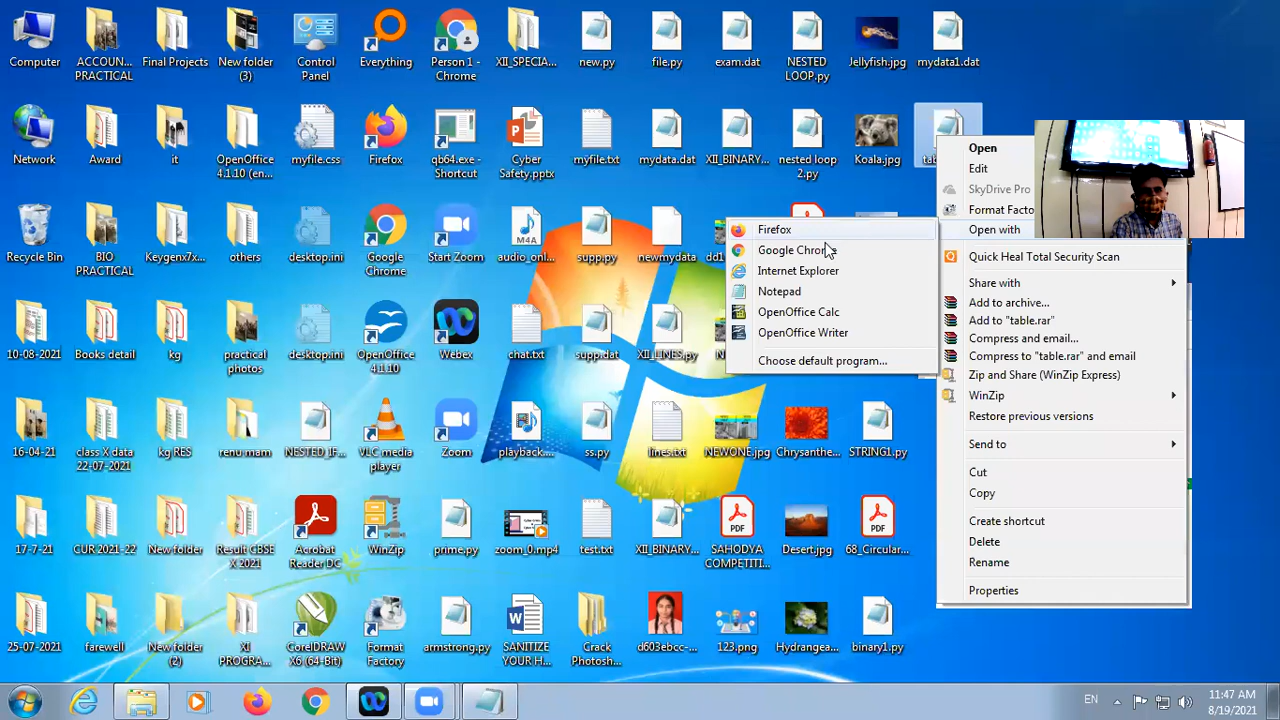 Computer
ACCOUN...
PRACTICAL
Final Projects
New folder
(3)
Control
Panel
Everything
Person 1 -
Chrome
XII_SPECIA...
new.py
file.py
exam.dat
NESTED
LOOP.py
Jellyfish.jpg
mydata1.dat
Network
Award
it
OpenOffice
4.1.10 (en...
myfile.css
Firefox
qb64.exe -
Shortcut
Cyber
Safety.pptx
myfile.txt
mydata.dat
XII_BINARY...
nested loop
2.py
Koala.jpg
Recycle Bin
BIO
PRACTICAL
Keygenx7x...
others
desktop.ini
Google
Chrome
Start Zoom
M4A
audio_onl...
supp.py
newmydata
10-08-2021
Books detail
kg
practical
photos
desktop.ini
OpenOffice
4.1.10
Webex
chat.txt
supp.dat
XII_LINES.py
16-04-21
class X data
22-07-2021
kg RES
renu mam
NESTED_IF...
VLC media
player
Zoom
playback....
ss.py
lines.txt
NEWONE.jpg
Chrysanthe...
STRING1.py
17-7-21
CUR 2021-22
New folder
Result CBSE
X 2021
Acrobat
Reader DC
WinZip
prime.py
zoom_0.mp4
test.txt
XII_BINARY...
PDF
SAHODYA
COMPETITI...
Desert.jpg
PDF
68_Circular...
25-07-2021
farewell
New folder
(2)
XI
PROGRA...
CorelDRAW
X6 (64-Bit)
Format
Factory
armstrong.py
SANITIZE
YOUR H...
Crack
Photosh...
d603ebcc-...
123.png
Hydrangea...
binary1.py
Open
Edit
SkyDrive Pro
Format Facto
Open with
Quick Heal Total Security Scan
Share with
Add to archive...
Add to "table.rar"
Compress and email...
Compress to "table.rar" and email
Zip and Share (WinZip Express)
WinZip
Restore previous versions
Send to
Cut
Copy
Create shortcut
Delete
Rename
Properties
Firefox
Google Chrome
Internet Explorer
Notepad
OpenOffice Calc
OpenOffice Writer
Choose default program...
EN
11:47 AM
8/19/2021